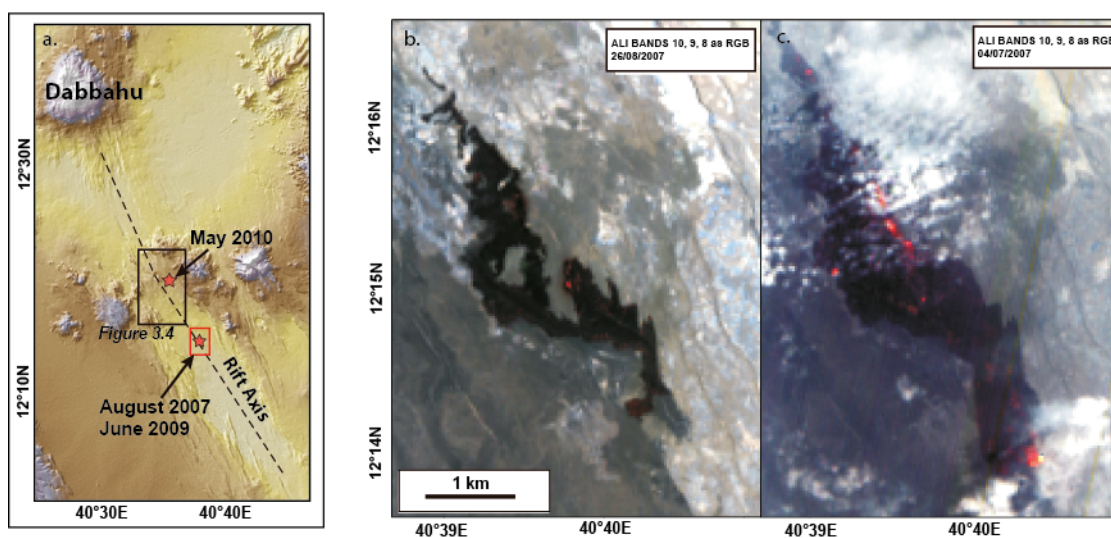 a.
Dabbahu
12°30N
May 2010
Figure 3.4
Rift Axis
12°10N
August 2007
June 2009
40°30E
40°40E
b.
ALI BANDS 10, 9, 8 as RGB
26/08/2007
12°16N
12°15N
12°14N
1 km
40°39E
40°40E
c.
ALI BANDS 10, 9, 8 as RGB
04/07/2007
40°39E
40°40E